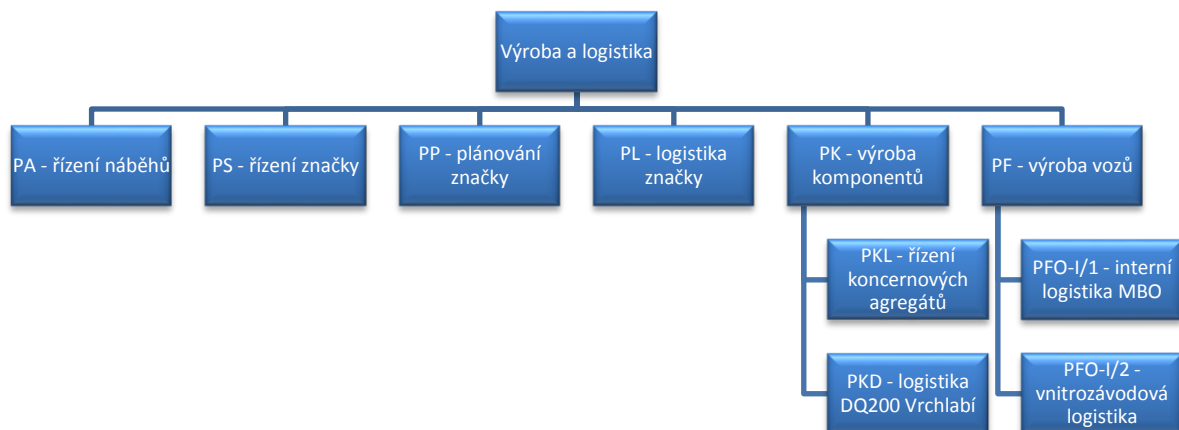 Výroba a logistika
PA - řízení náběhů
PS - řízení značky
PP - plánování
značky
PL - logistika
značky
PK - výroba
komponentů
PF - výroba vozů
PKL - řízení
koncernových
agregátů
PFO-I/1 - interní
logistika MBO
PKD - logistika
DQ200 Vrchlabí
PFO-I/2 -
vnitrozávodová
logistika